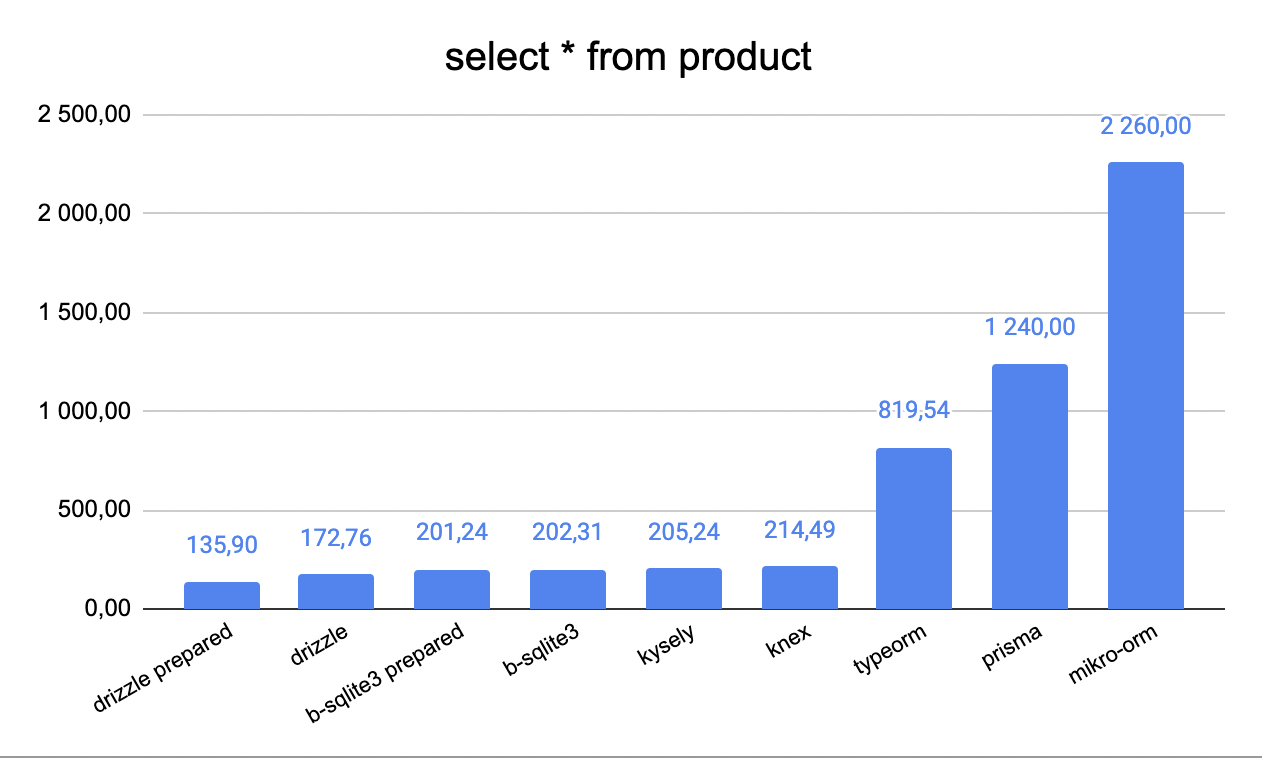 select * from product
2 500,00
2 000,00
1 500,00
1 000,00
500,00
0,00
135,90
172,76
201,24
202,31
205,24
214,49
819,54
1 240,00
2 260,00
drizzle prepared
drizzle
b-sqlite3 prepared
b-sqlite3
kysely
knex
typeorm
prisma
mikro-orm